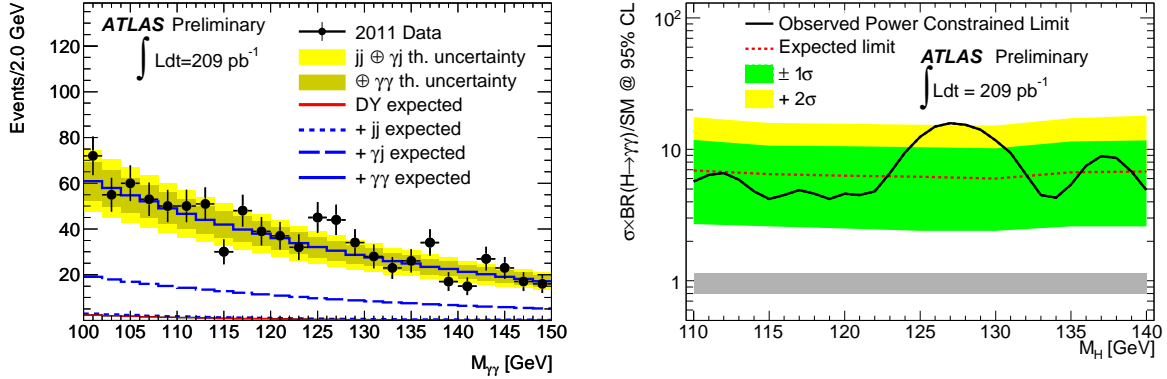 Events/2.0 GeV
120
100
80
60
40
20
ATLAS Preliminary
∫ Ldt=209 pb⁻¹
2011 Data
jj ⊕ γj th. uncertainty
⊕ γγ th. uncertainty
DY expected
+ jj expected
+ γj expected
+ γγ expected
100 105 110 115 120 125 130 135 140 145 150
Mγγ [GeV]
σ×BR(H→γγ)/SM @ 95% CL
10²
10
1
Observed Power Constrained Limit
Expected limit
± 1σ
+ 2σ
ATLAS Preliminary
∫ Ldt = 209 pb⁻¹
110 115 120 125 130 135 140
M_H [GeV]